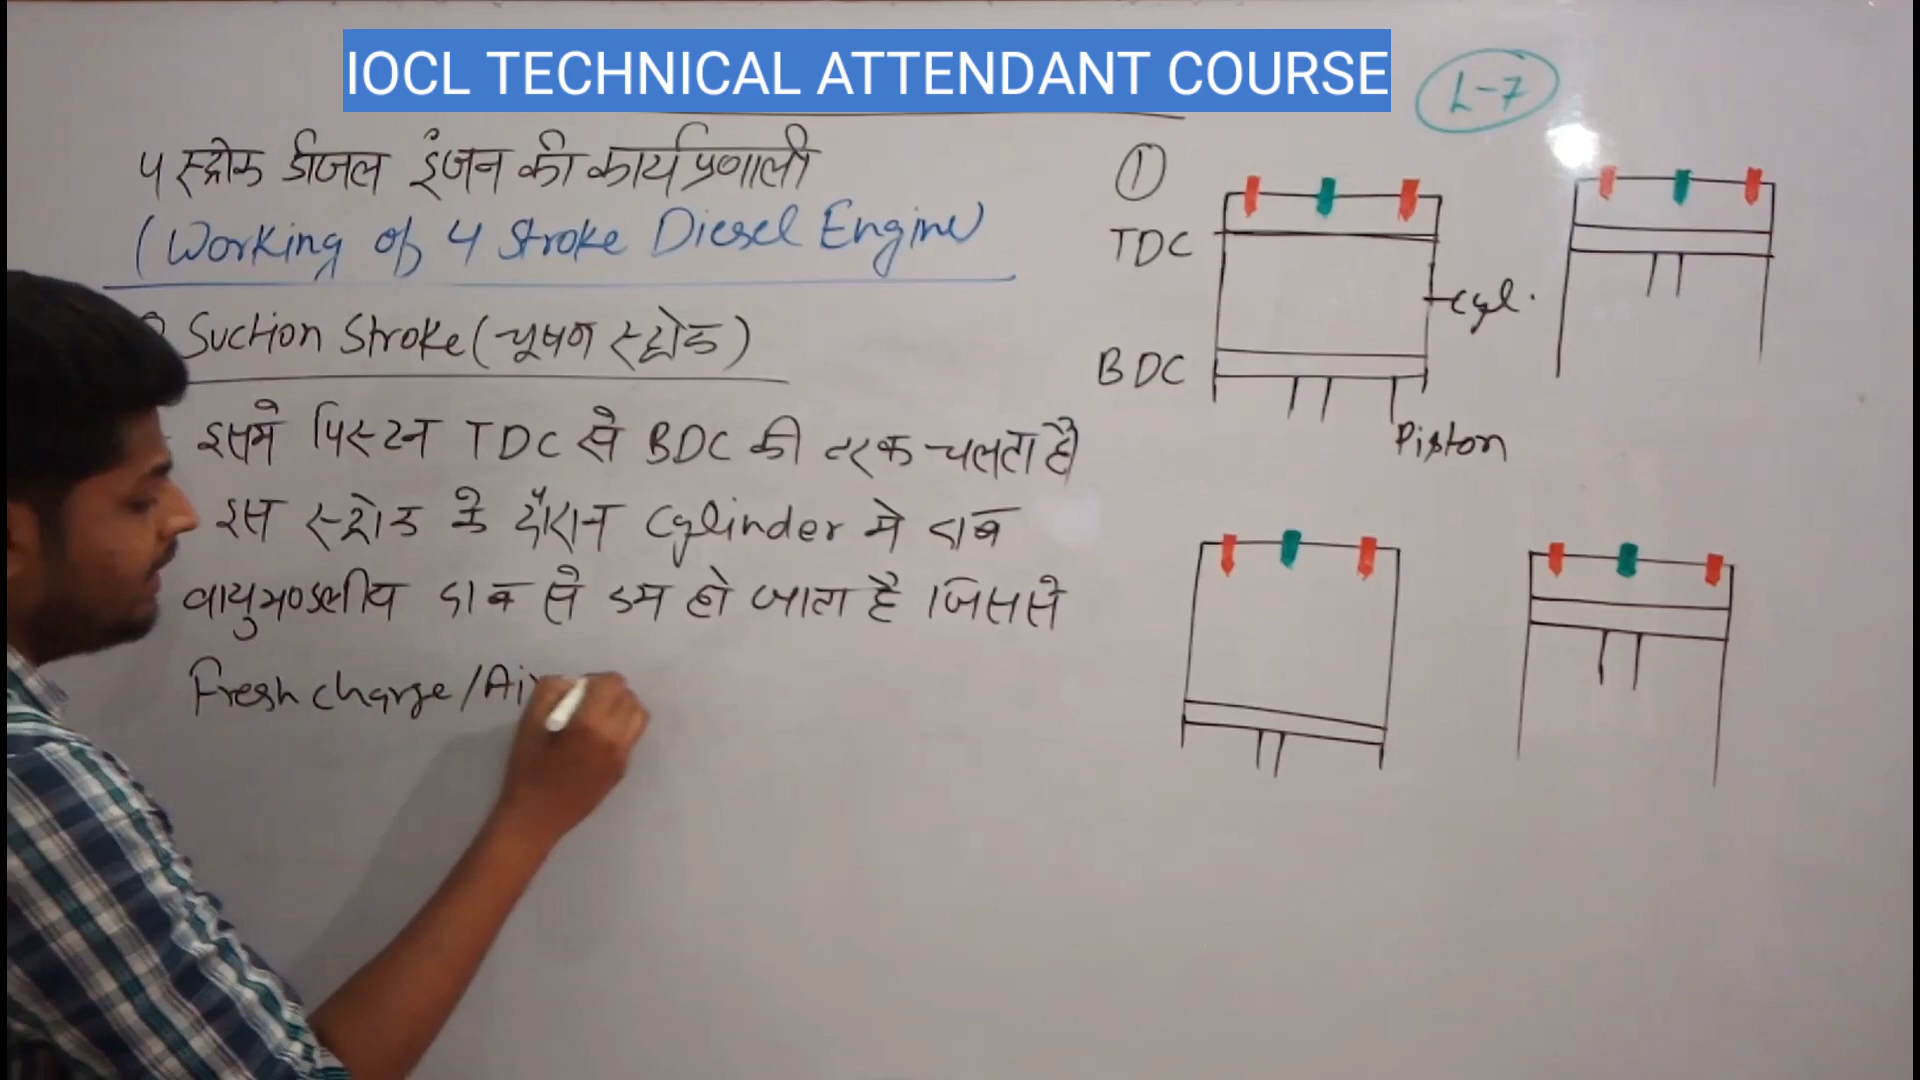 IOCL TECHNICAL ATTENDANT COURSE
L-7
4 स्ट्रोक डीजल इंजन की कार्यप्रणाली
(Working of 4 Stroke Diesel Engine
Suction Stroke (चूषण स्ट्रोक)
इसमे पिस्टन TDC से BDC की तरफ चलता है
इस स्ट्रोक के दौरान Cylinder मे दाब
वायुमण्डलीय दाब से कम हो जाता है जिससे
Fresh charge/Air
1
TDC
Cyl.
BDC
Piston